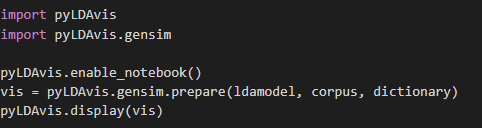 import pyLDAvis
import pyLDAvis.gensim
pyLDAvis.enable_notebook()
vis = pyLDAvis.gensim.prepare(ldamodel, corpus, dictionary)
pyLDAvis.display(vis)